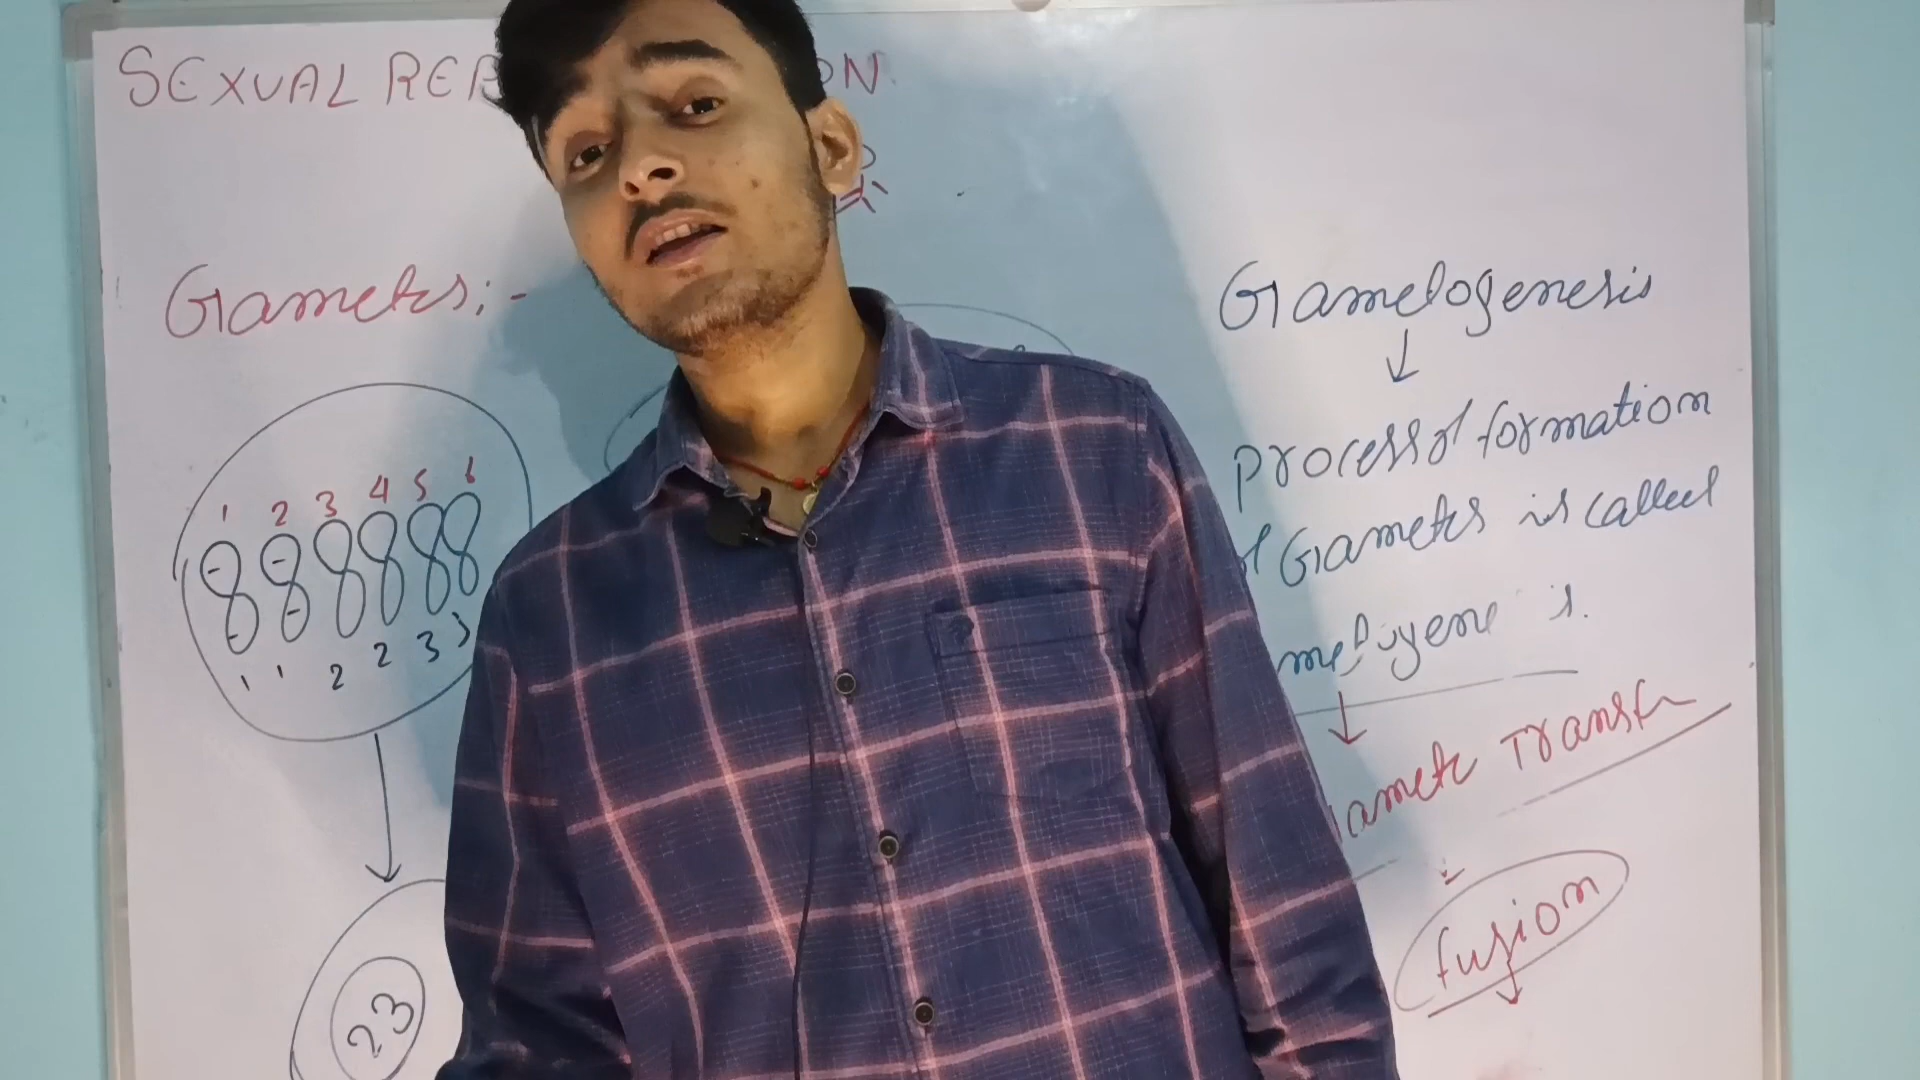 SEXUAL REP ON.
Gametes:-
1 2 3 4 5 6
1 1 2 2 3 3
23
Gametogenesis
process of formation
of Gametes is called
Gamete Transfer
fusion